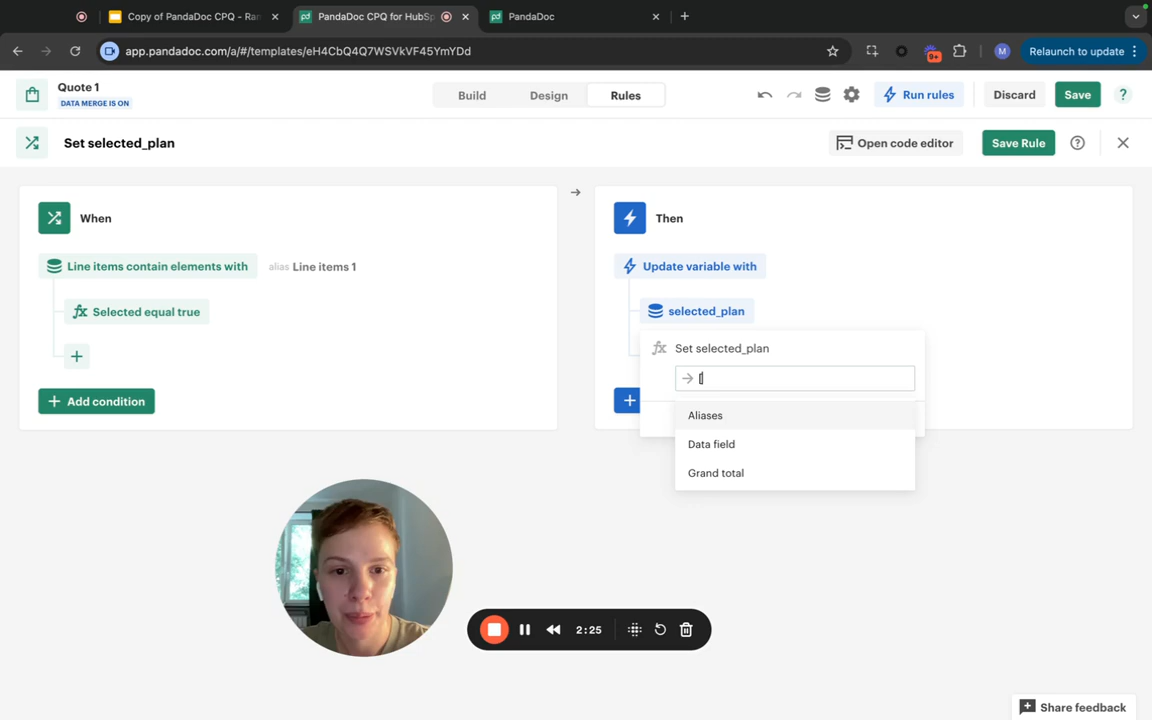 Copy of PandaDoc CPQ - Ran
PandaDoc CPQ for HubSp
PandaDoc
app.pandadoc.com/a/#/templates/eH4CbQ4Q7WSVkVF45YmYDd
9+
M
Relaunch to update
Quote 1
DATA MERGE IS ON
Build
Design
Rules
Run rules
Discard
Save
?
Set selected_plan
Open code editor
Save Rule
When
Then
Line items contain elements with
alias Line items 1
Update variable with
Selected equal true
selected_plan
Set selected_plan
[
Add condition
Aliases
Data field
Grand total
2:25
Share feedback